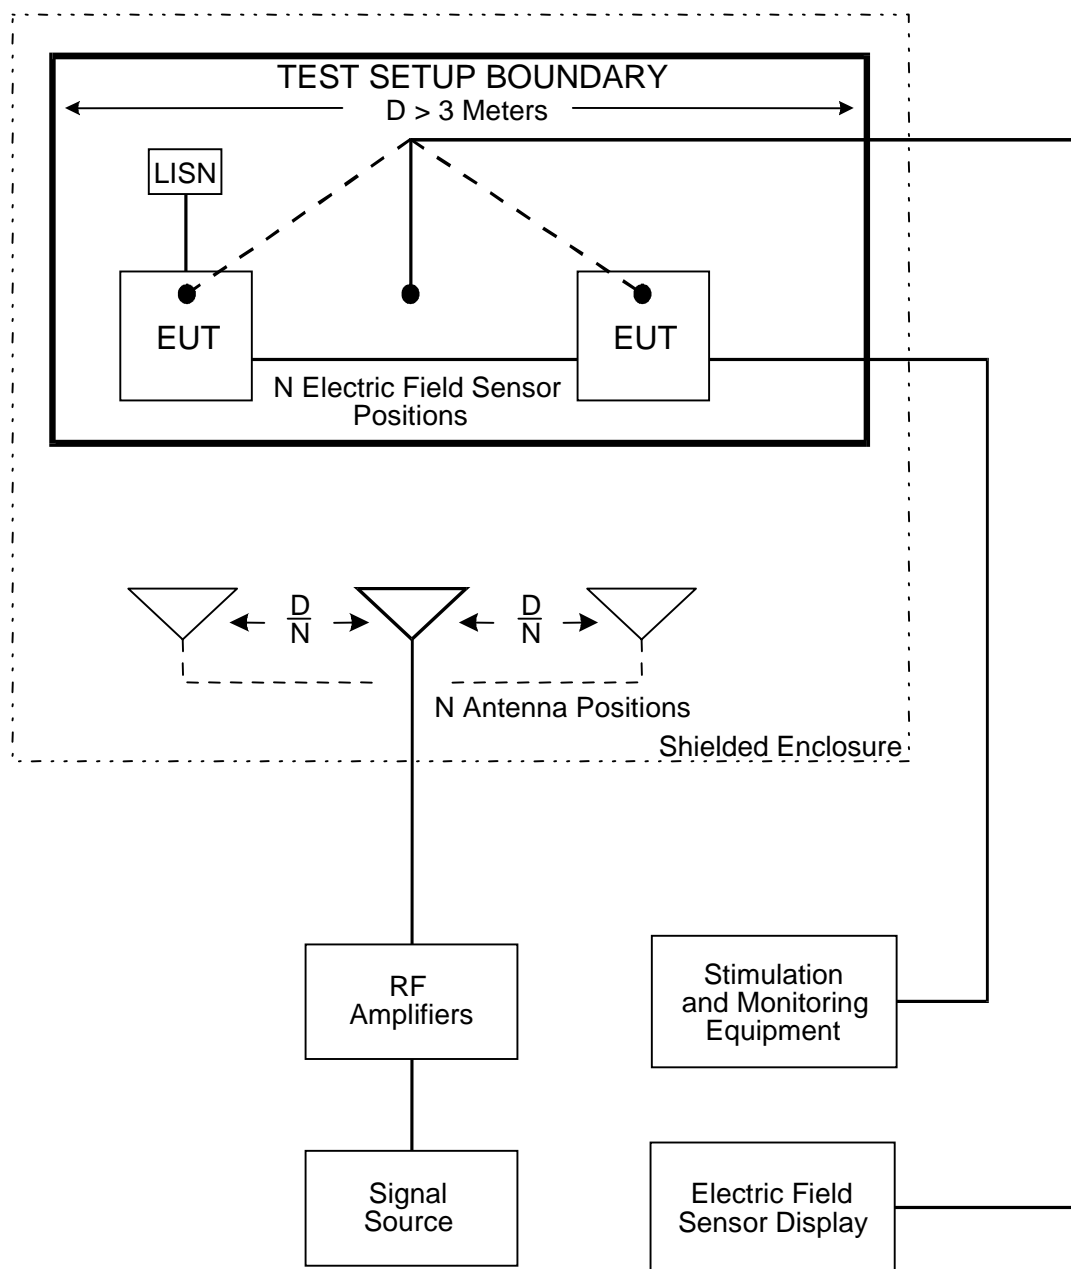 TEST SETUP BOUNDARY
D > 3 Meters
LISN
EUT
EUT
N Electric Field Sensor
Positions
D
N
D
N
N Antenna Positions
Shielded Enclosure
RF
Amplifiers
Stimulation
and Monitoring
Equipment
Signal
Source
Electric Field
Sensor Display